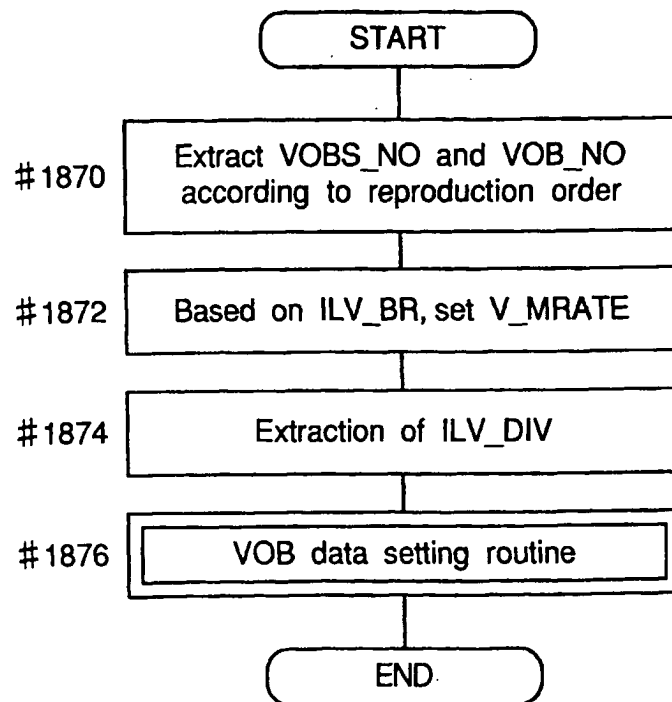 START
#1870
Extract VOBS_NO and VOB_NO
according to reproduction order
#1872
Based on ILV_BR, set V_MRATE
#1874
Extraction of ILV_DIV
#1876
VOB data setting routine
END